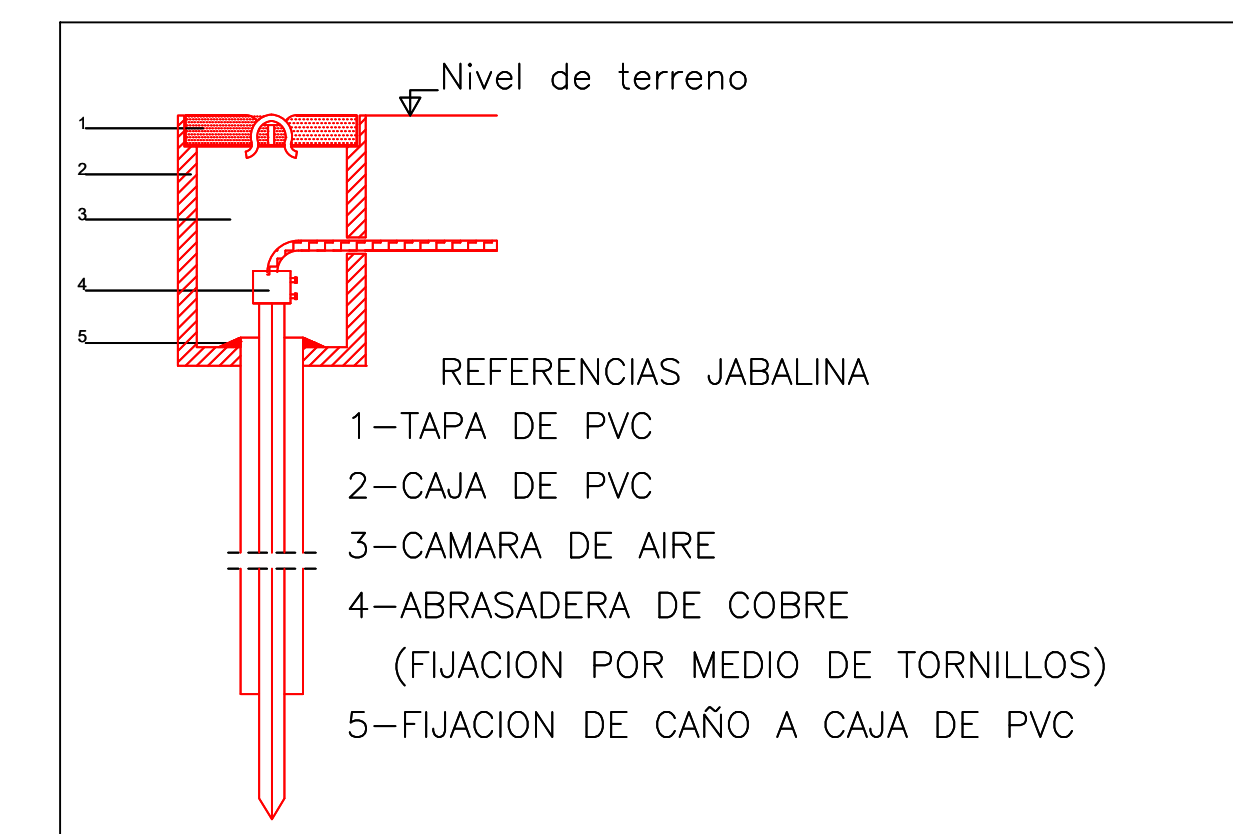 Nivel de terreno
1
2
3
4
5
REFERENCIAS JABALINA
1-TAPA DE PVC
2-CAJA DE PVC
3-CAMARA DE AIRE
4-ABRASADERA DE COBRE
(FIJACION POR MEDIO DE TORNILLOS)
5-FIJACION DE CAÑO A CAJA DE PVC